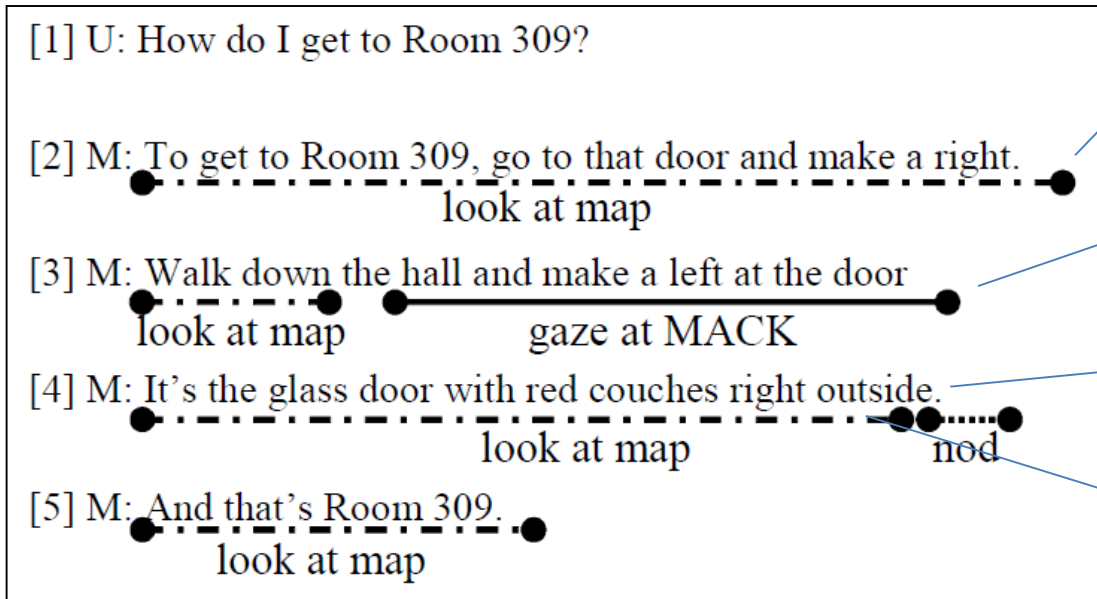 [1] U: How do I get to Room 309?
[2] M: To get to Room 309, go to that door and make a right.
look at map
[3] M: Walk down the hall and make a left at the door
look at map gaze at MACK
[4] M: It’s the glass door with red couches right outside.
look at map nod
[5] M: And that’s Room 309.
look at map